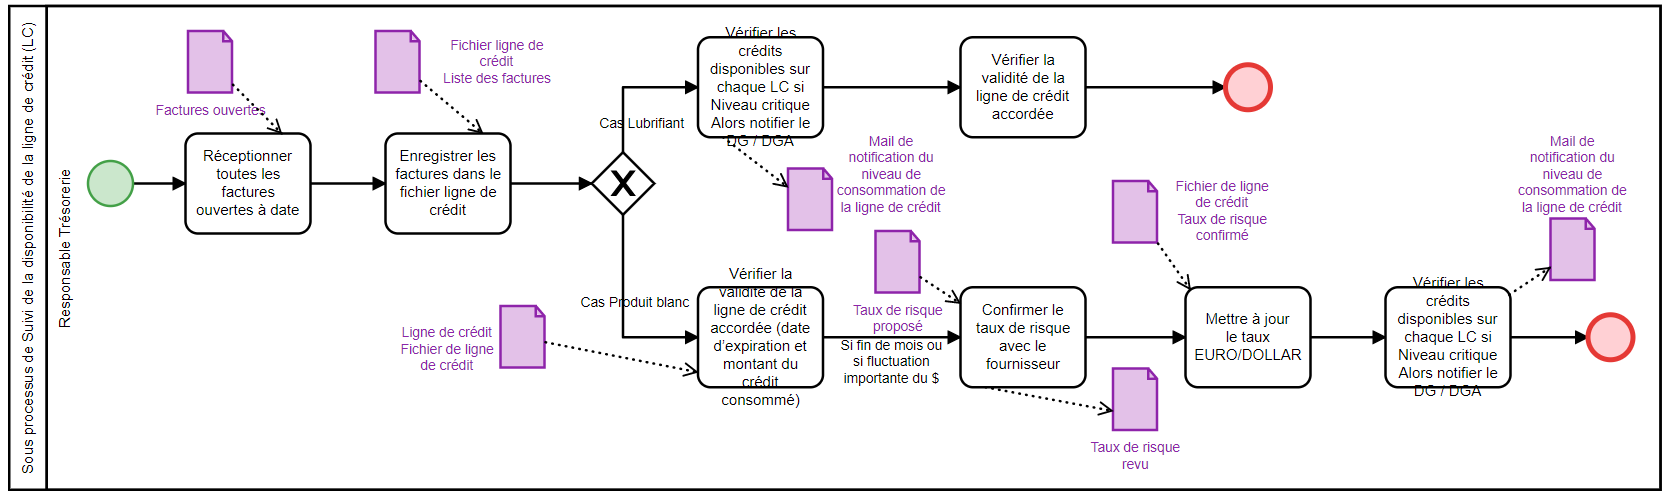 Sous processus de Suivi de la disponibilité de la ligne de crédit (LC)
Responsable Trésorerie
Factures ouvertes
Réceptionner
toutes les
factures
ouvertes à date
Fichier ligne de
crédit
Liste des factures
Enregistrer les
factures dans le
fichier ligne de
crédit
Cas Lubrifiant
Vérifier les
crédits
disponibles sur
chaque LC si
Niveau critique
Alors notifier le
DG / DGA
Vérifier la
validité de la
ligne de crédit
accordée
Mail de
notification du
niveau de
consommation de
la ligne de crédit
Cas Produit blanc
Ligne de crédit
Fichier de ligne
de crédit
Vérifier la
validité de la
ligne de crédit
accordée (date
d'expiration et
montant du
crédit
consommé)
Taux de risque
proposé
Si fin de mois ou
si fluctuation
importante du $
Confirmer le
taux de risque
avec le
fournisseur
Taux de risque
revu
Fichier de ligne
de crédit
Taux de risque
confirmé
Mettre à jour
le taux
EURO/DOLLAR
Vérifier les
crédits
disponibles sur
chaque LC si
Niveau critique
Alors notifier le
DG / DGA
Mail de
notification du
niveau de
consommation de
la ligne de crédit